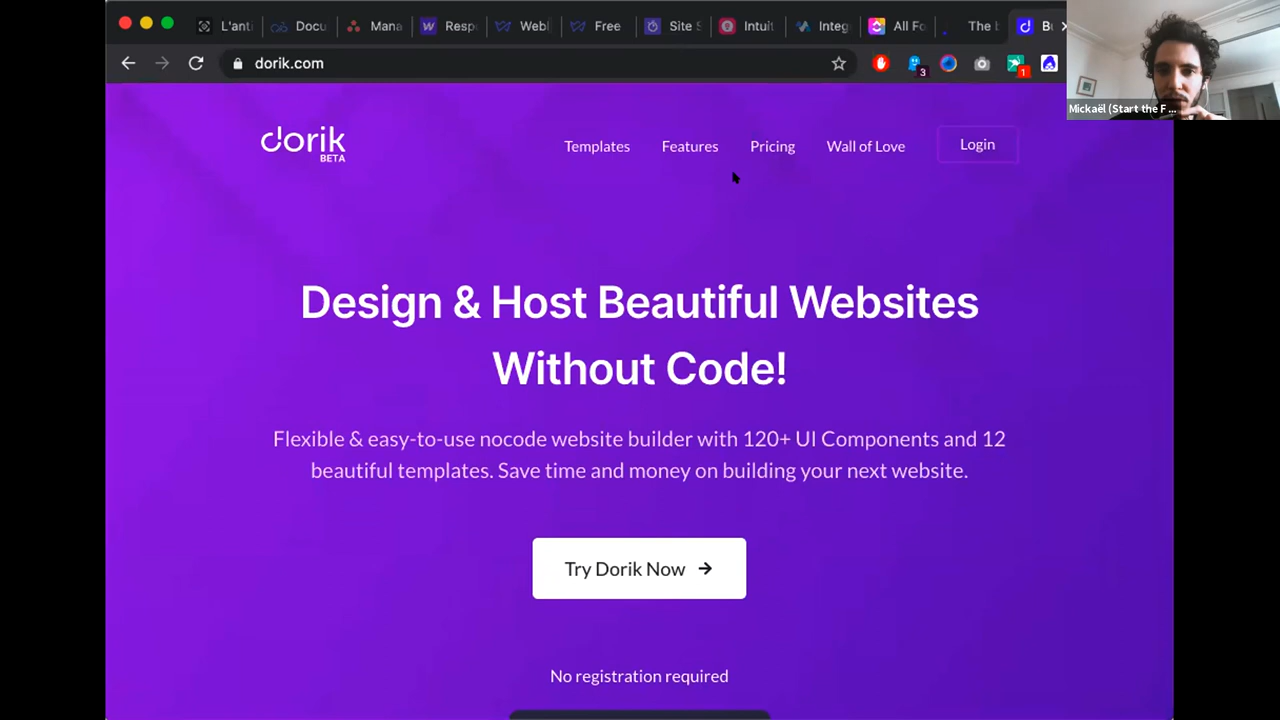 L'anti
Docu
Mana
Resp
Webl
Free
Site S
Intuit
Integ
All Fo
The b
dorik.com
3
1
Mickaël (Start the F ...
dorik
BETA
Templates
Features
Pricing
Wall of Love
Login
Design & Host Beautiful Websites
Without Code!
Flexible & easy-to-use nocode website builder with 120+ UI Components and 12
beautiful templates. Save time and money on building your next website.
Try Dorik Now
No registration required